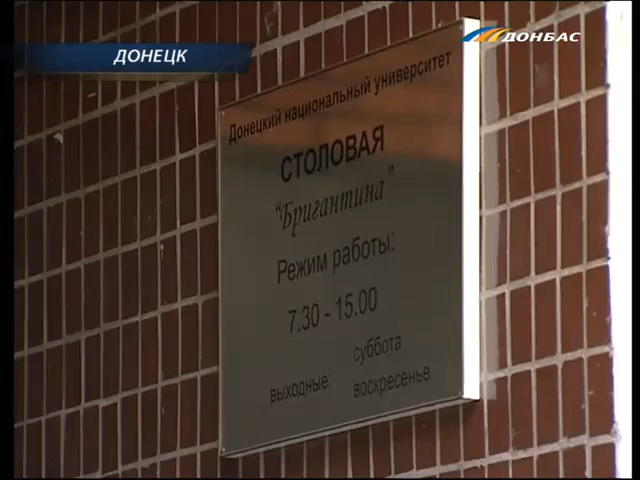 ДОНЕЦК
ДОНБАС
Донецкий национальный университет
СТОЛОВАЯ
“Бригантина”
Режим работы:
7.30 - 15.00
выходные: суббота
воскресенье